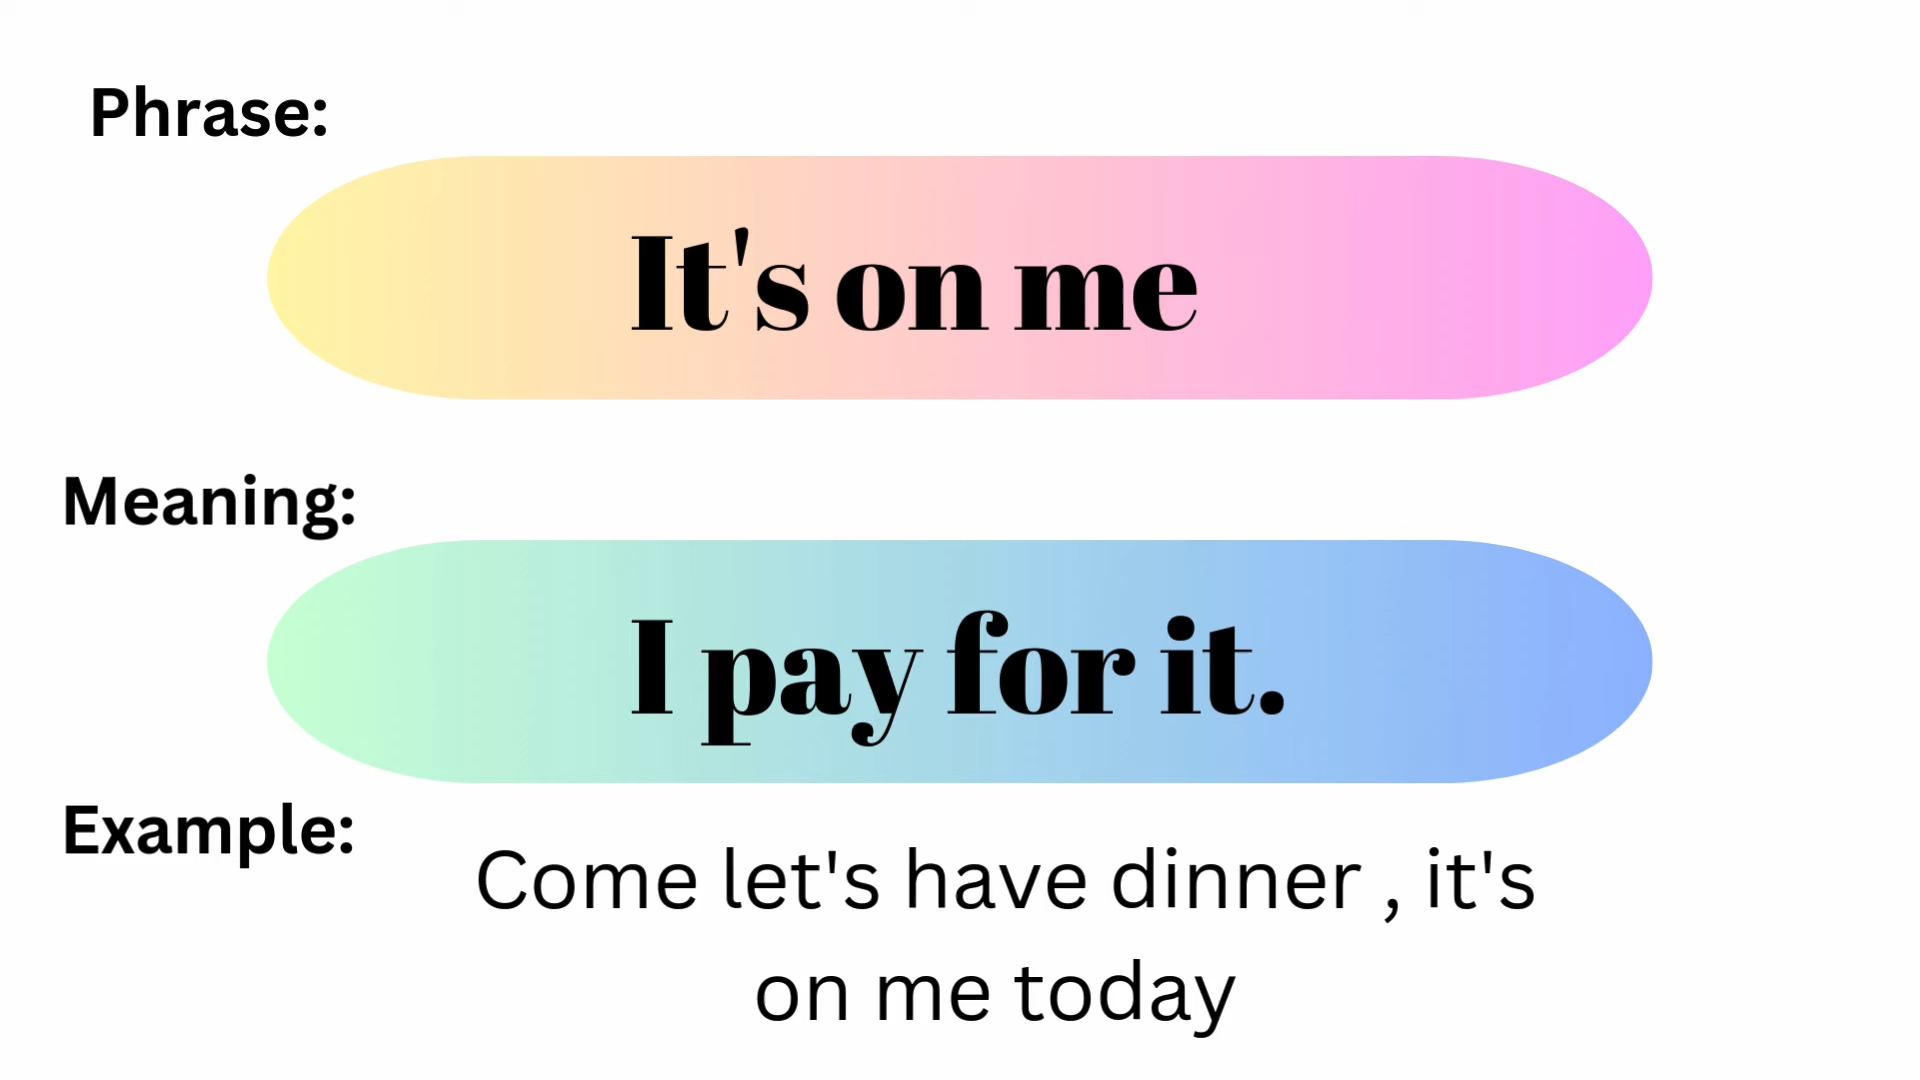 Phrase:
It's on me
Meaning:
I pay for it.
Example:
Come let's have dinner , it's
on me today